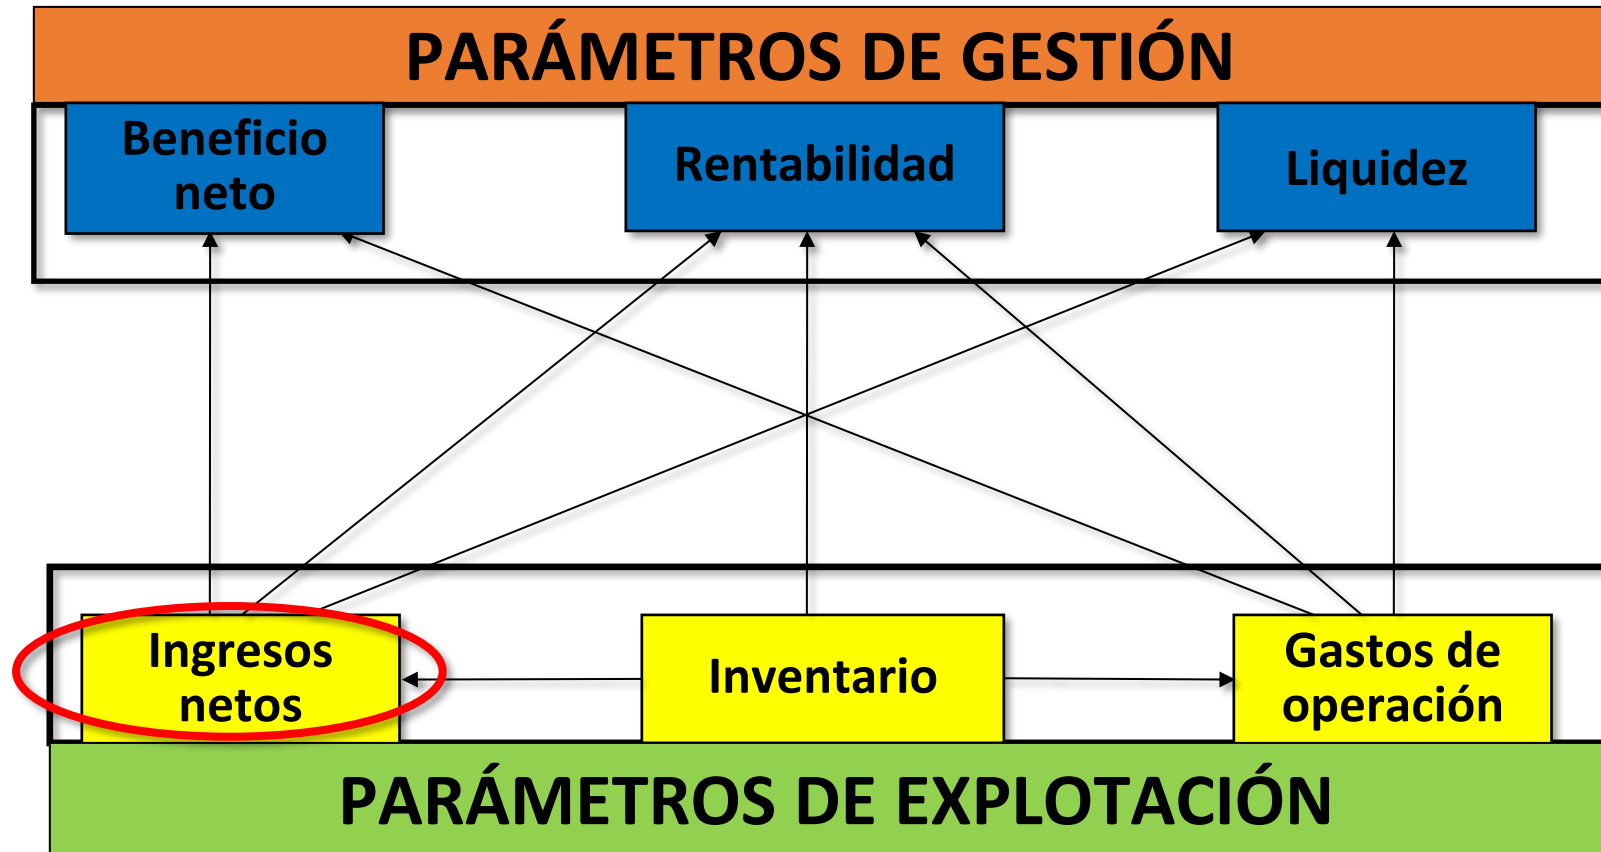 PARÁMETROS DE GESTIÓN
Beneficio
neto
Rentabilidad
Liquidez
Ingresos
netos
Inventario
Gastos de
operación
PARÁMETROS DE EXPLOTACIÓN